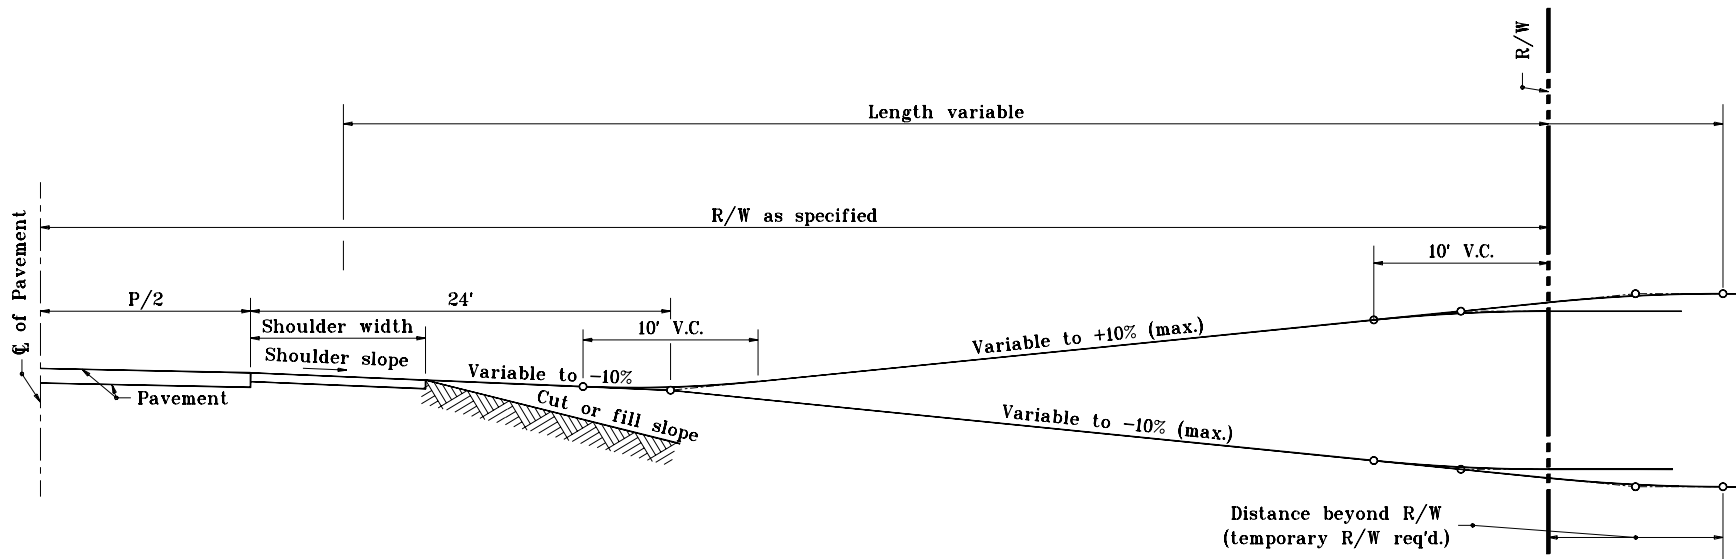 R/W
Length variable
℄ of Pavement
R/W as specified
10' V.C.
P/2
24'
Shoulder width
10' V.C.
Shoulder slope
Variable to +10% (max.)
Variable to -10%
Pavement
Cut or fill slope
Variable to -10% (max.)
Distance beyond R/W
(temporary R/W req'd.)